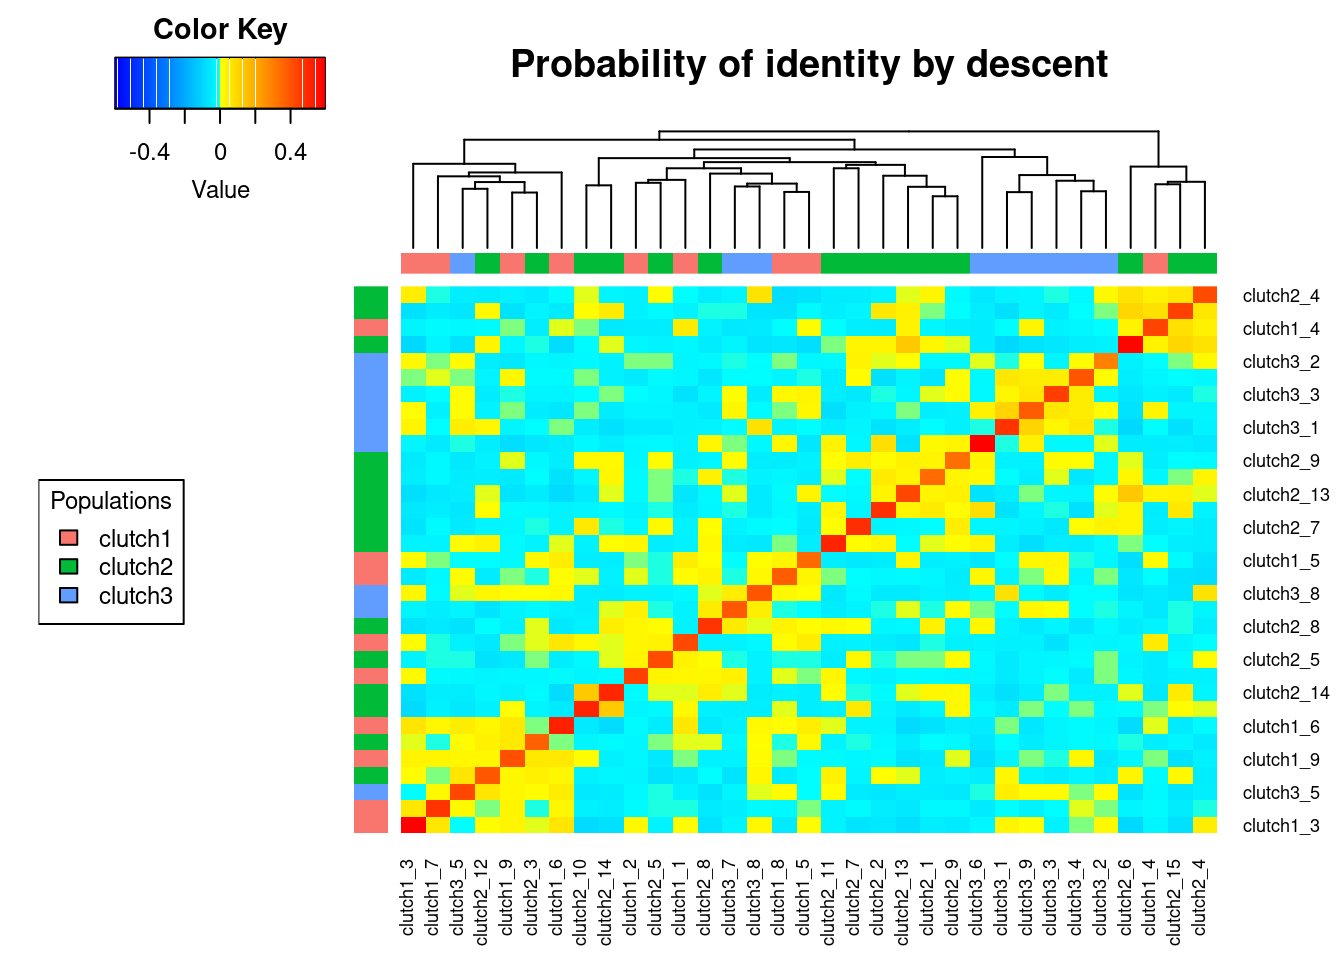 Color Key
Probability of identity by descent
-0.4 0 0.4
Value
clutch2_4
clutch1_4
clutch3_2
clutch3_3
clutch3_1
clutch2_9
clutch2_13
clutch2_7
clutch1_5
clutch3_8
clutch2_8
clutch2_5
clutch2_14
clutch1_6
clutch1_9
clutch3_5
clutch1_3
Populations
clutch1
clutch2
clutch3
clutch1_3
clutch1_7
clutch3_5
clutch2_12
clutch1_9
clutch2_3
clutch1_6
clutch2_10
clutch2_14
clutch1_2
clutch2_5
clutch1_1
clutch2_8
clutch3_7
clutch3_8
clutch1_8
clutch1_5
clutch2_11
clutch2_7
clutch2_2
clutch2_13
clutch2_1
clutch2_9
clutch3_6
clutch3_1
clutch3_9
clutch3_3
clutch3_4
clutch3_2
clutch2_6
clutch1_4
clutch2_15
clutch2_4